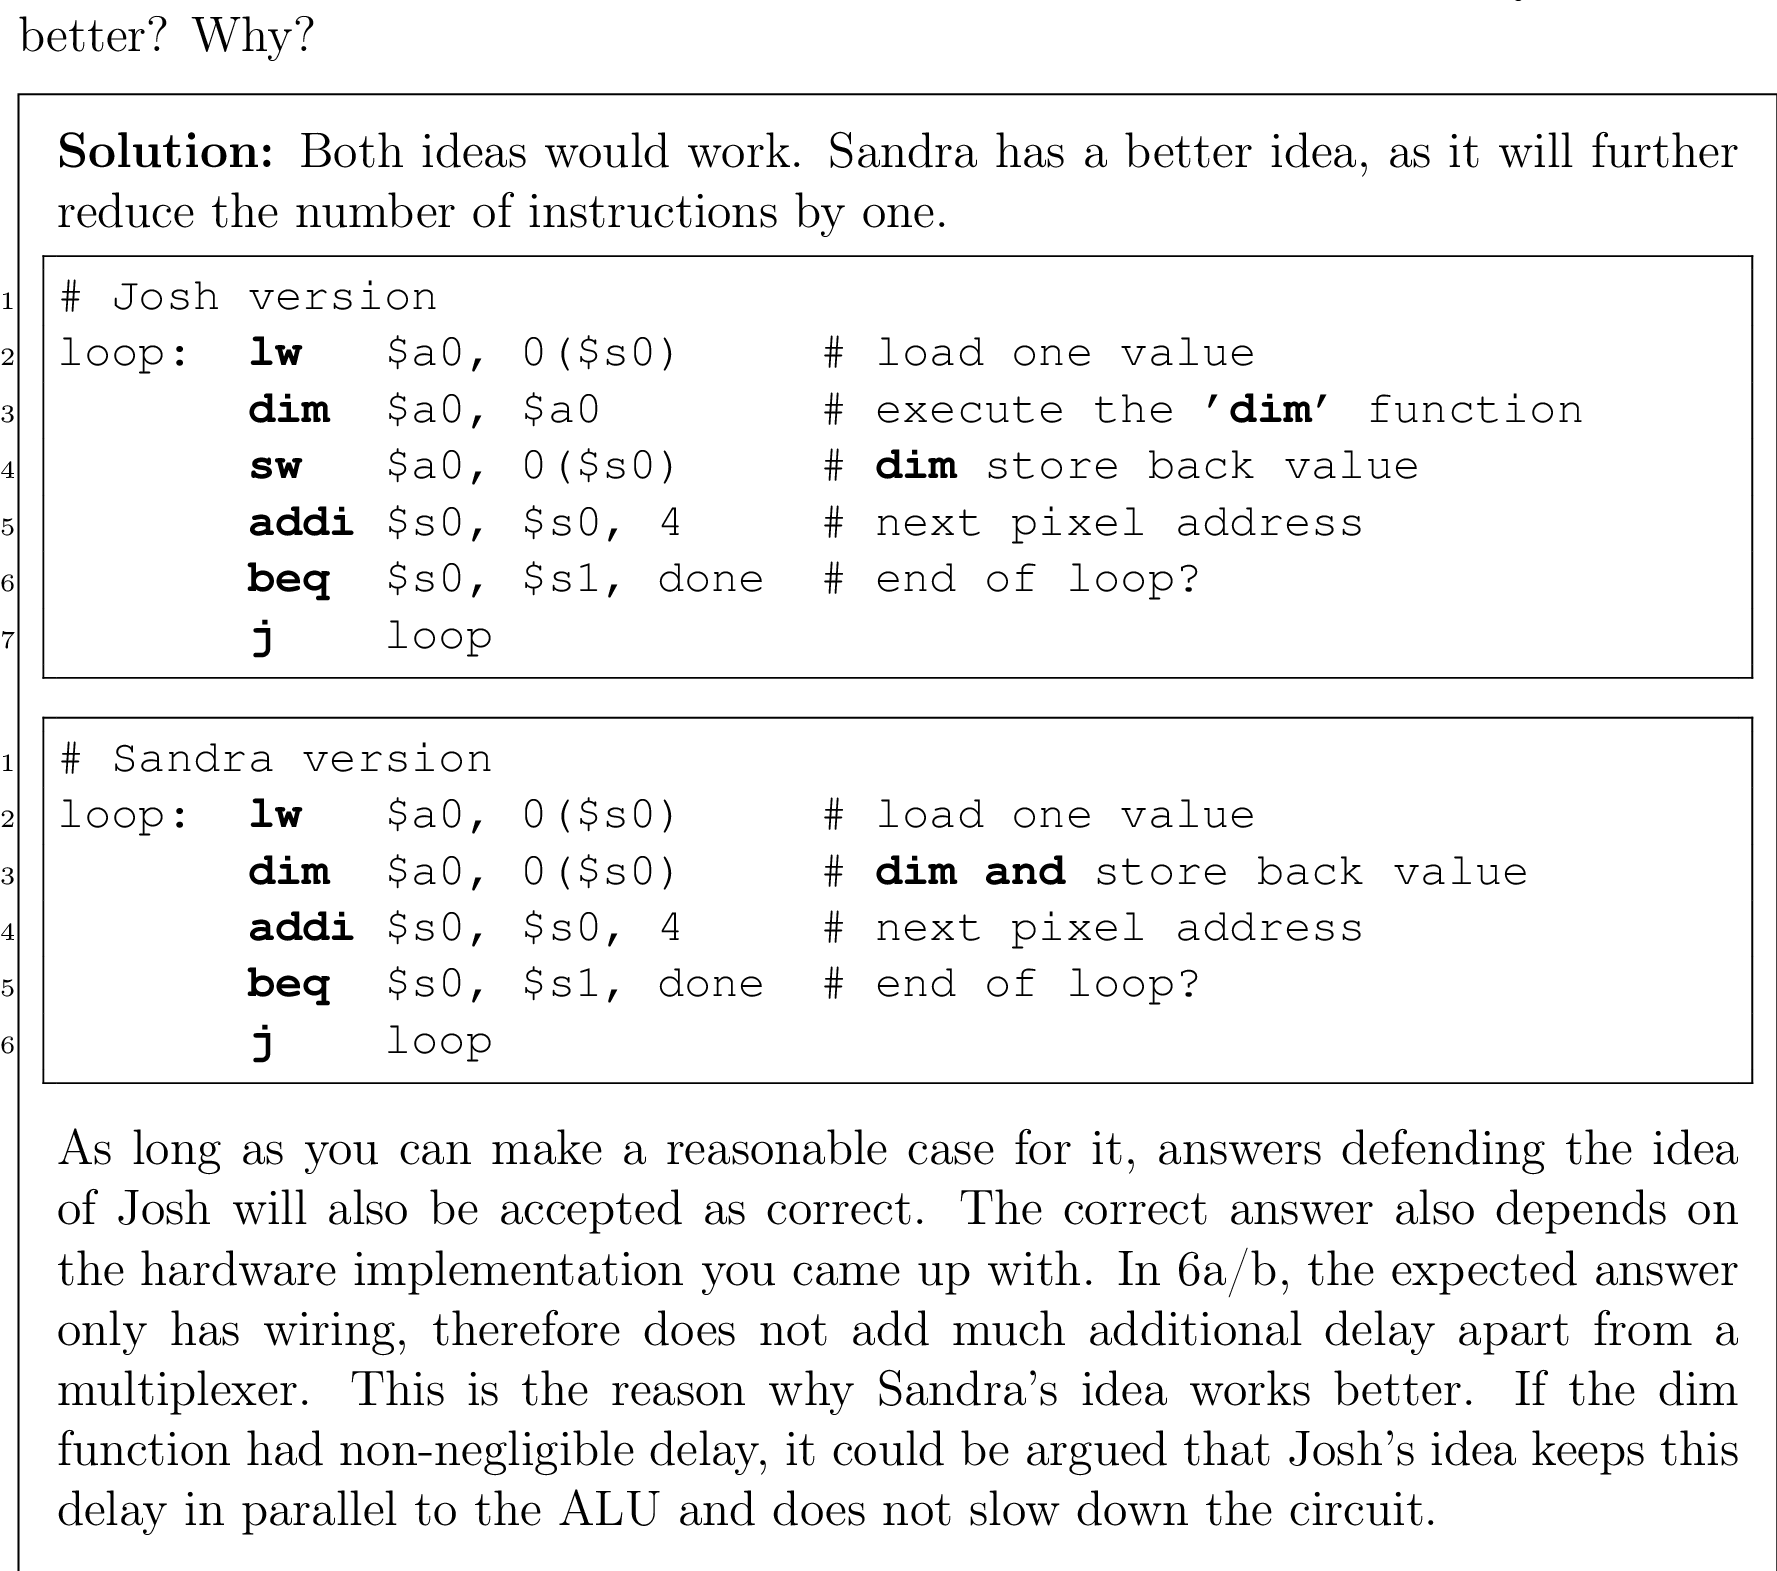 better? Why?
Solution: Both ideas would work. Sandra has a better idea, as it will further
reduce the number of instructions by one.
1 # Josh version
2 loop: lw $a0, 0($s0) # load one value
3 dim $a0, $a0 # execute the ’dim’ function
4 sw $a0, 0($s0) # dim store back value
5 addi $s0, $s0, 4 # next pixel address
6 beq $s0, $s1, done # end of loop?
7 j loop
1 # Sandra version
2 loop: lw $a0, 0($s0) # load one value
3 dim $a0, 0($s0) # dim and store back value
4 addi $s0, $s0, 4 # next pixel address
5 beq $s0, $s1, done # end of loop?
6 j loop
As long as you can make a reasonable case for it, answers defending the idea
of Josh will also be accepted as correct. The correct answer also depends on
the hardware implementation you came up with. In 6a/b, the expected answer
only has wiring, therefore does not add much additional delay apart from a
multiplexer. This is the reason why Sandra’s idea works better. If the dim
function had non-negligible delay, it could be argued that Josh’s idea keeps this
delay in parallel to the ALU and does not slow down the circuit.